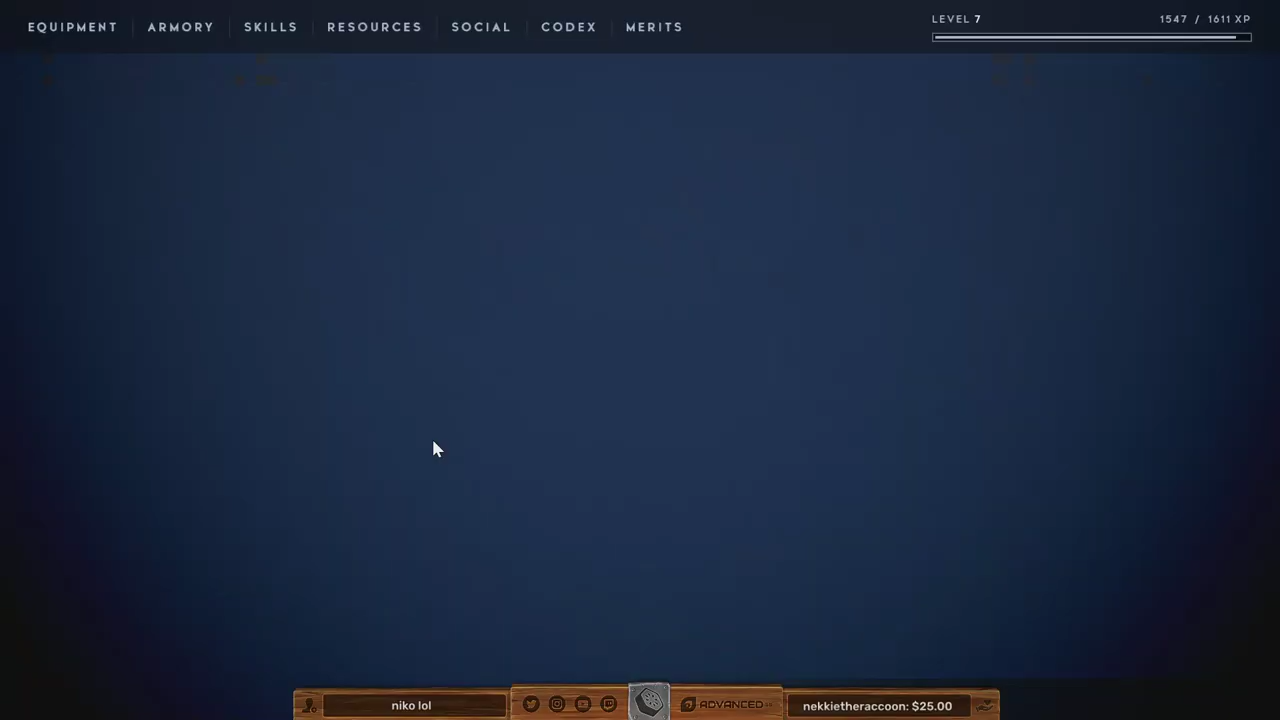 EQUIPMENT ARMORY SKILLS RESOURCES SOCIAL CODEX MERITS
LEVEL 7 1547 / 1611 XP
niko lol ADVANCED nekkietheraccoon: $25.00